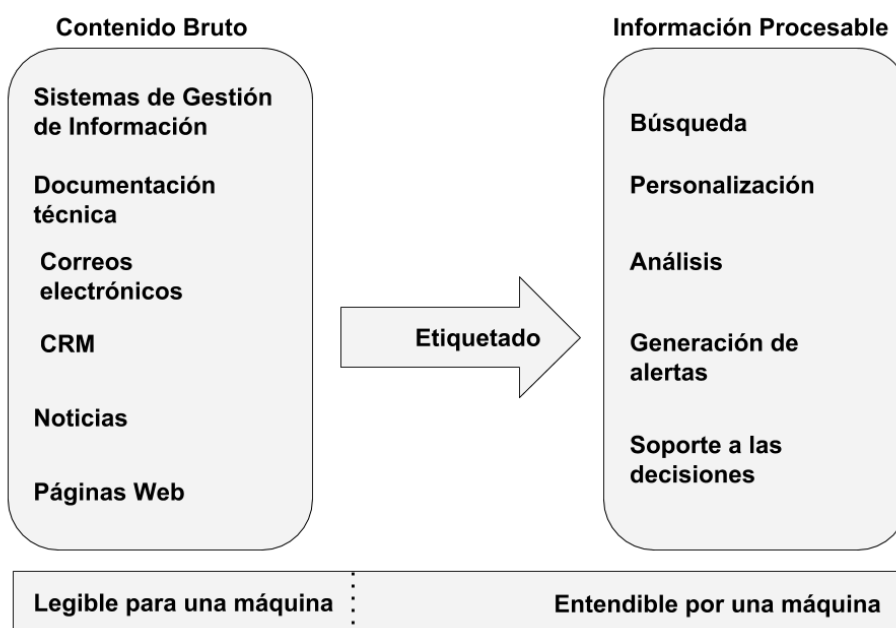 Contenido Bruto
Sistemas de Gestión
de Información
Documentación
técnica
Correos
electrónicos
CRM
Noticias
Páginas Web
Etiquetado
Información Procesable
Búsqueda
Personalización
Análisis
Generación de
alertas
Soporte a las
decisiones
Legible para una máquina
Entendible por una máquina